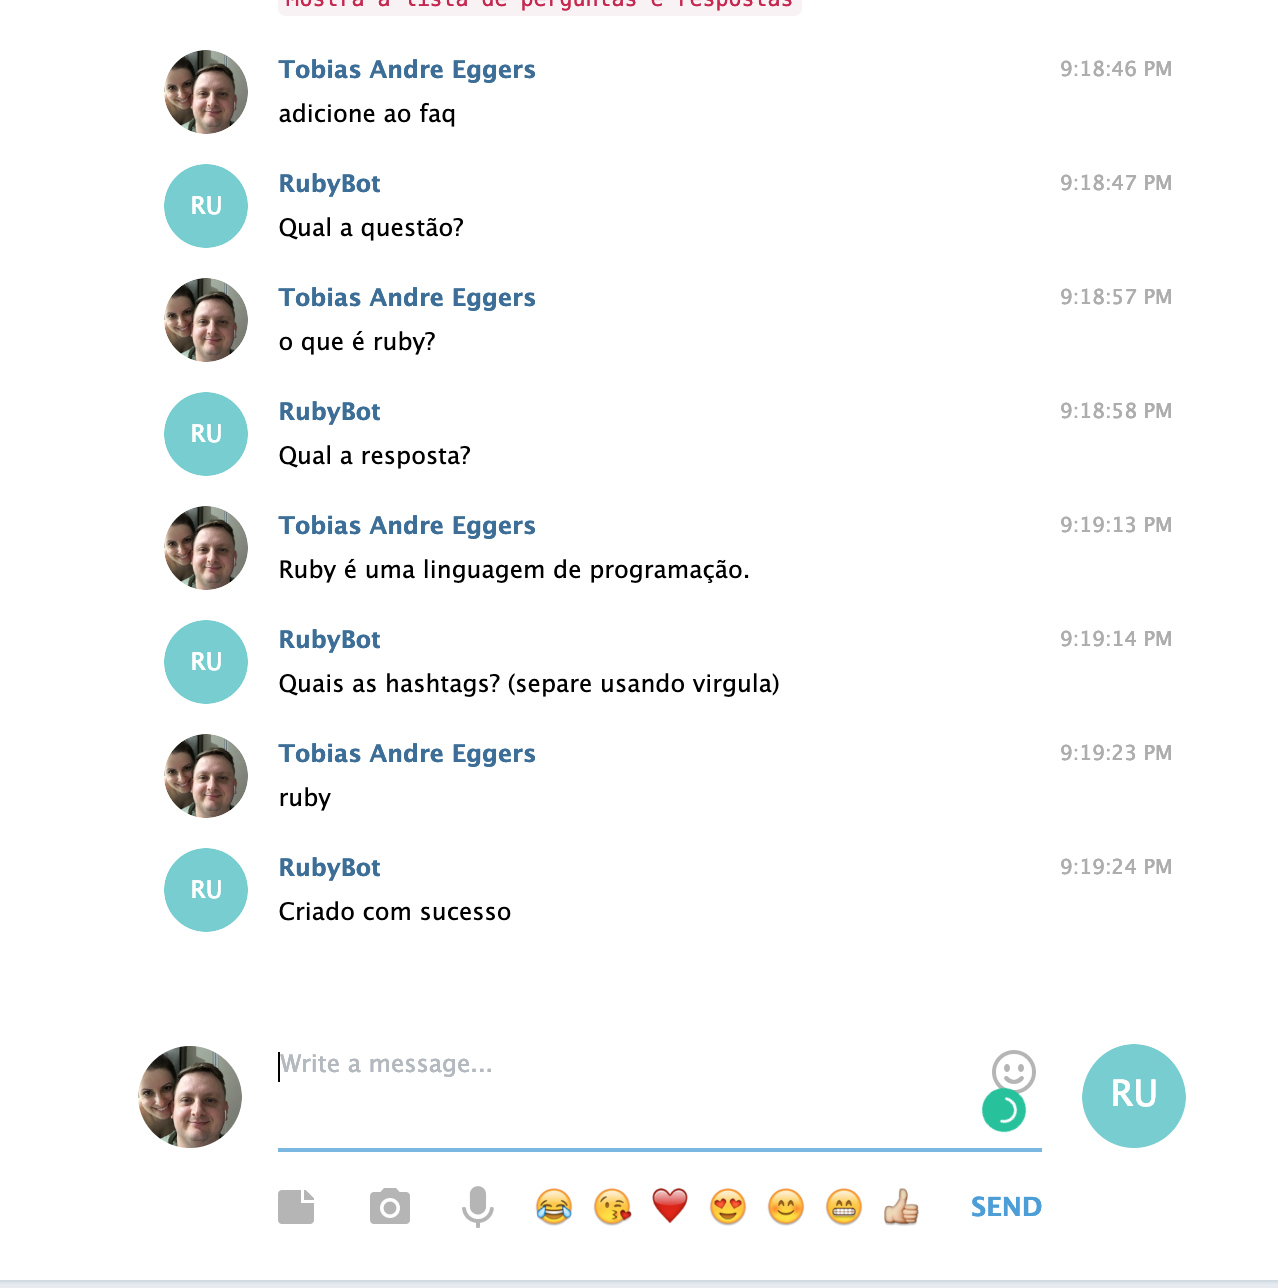 Mostra a lista de perguntas e respostas
Tobias Andre Eggers 9:18:46 PM
adicione ao faq
RU RubyBot 9:18:47 PM
Qual a questão?
Tobias Andre Eggers 9:18:57 PM
o que é ruby?
RU RubyBot 9:18:58 PM
Qual a resposta?
Tobias Andre Eggers 9:19:13 PM
Ruby é uma linguagem de programação.
RU RubyBot 9:19:14 PM
Quais as hashtags? (separe usando virgula)
Tobias Andre Eggers 9:19:23 PM
ruby
RU RubyBot 9:19:24 PM
Criado com sucesso
Write a message...
RU
SEND